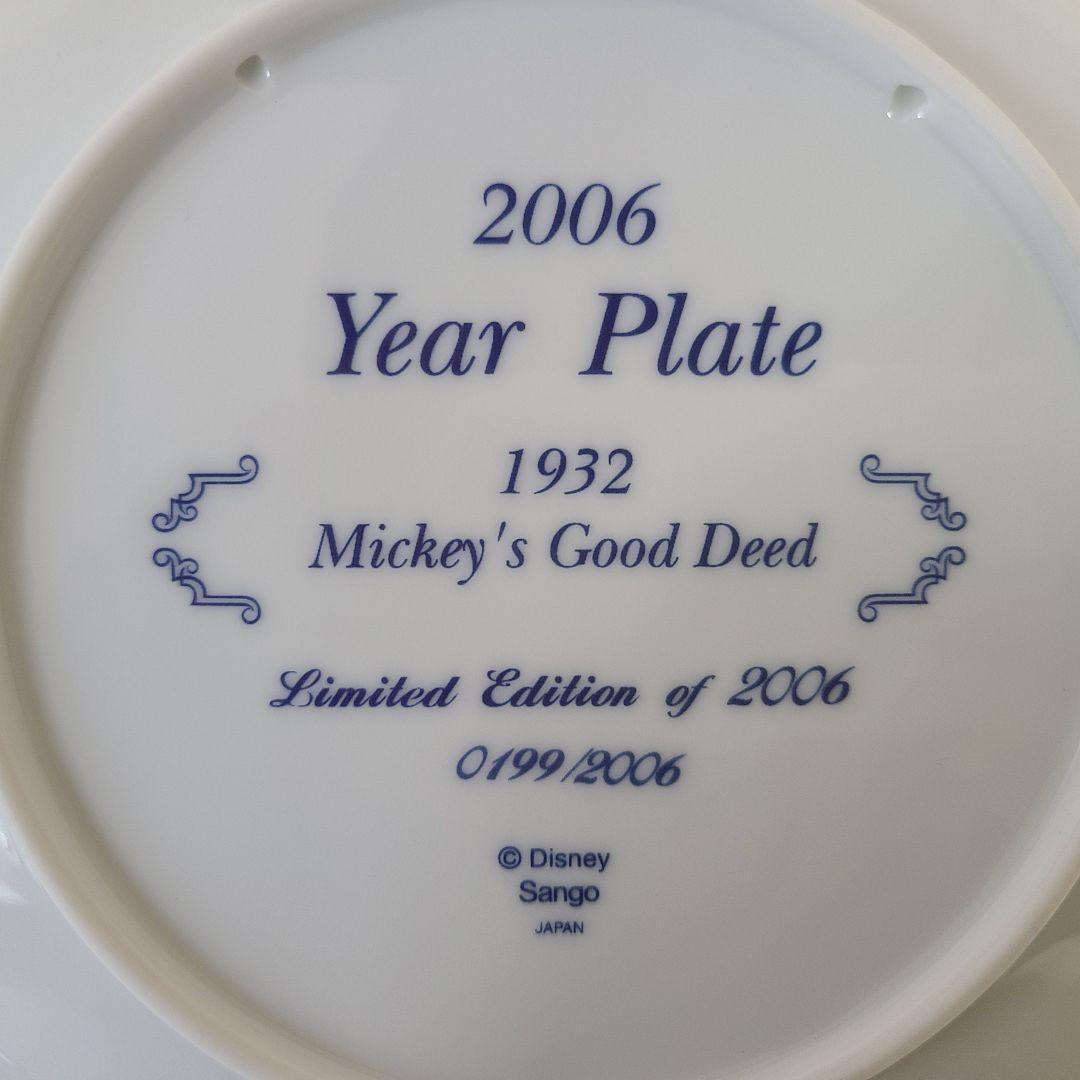 2006
Year Plate
1932
Mickey's Good Deed
Limited Edition of 2006
0199/2006
© Disney
Sango
JAPAN